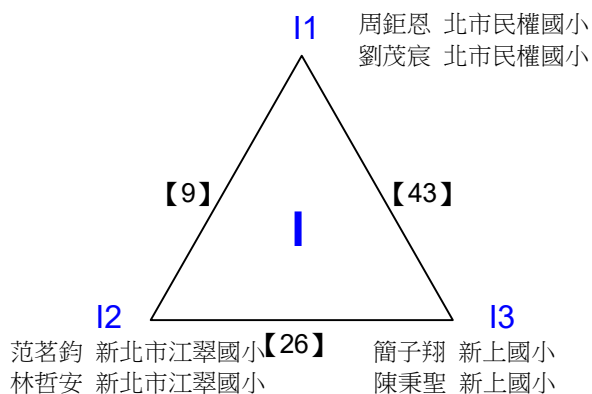 I1
周鉅恩 北市民權國小
劉茂宸 北市民權國小
【9】
【43】
I
I2
I3
范茗鈞 新北市江翠國小
【26】
簡子翔 新上國小
林哲安 新北市江翠國小
陳秉聖 新上國小